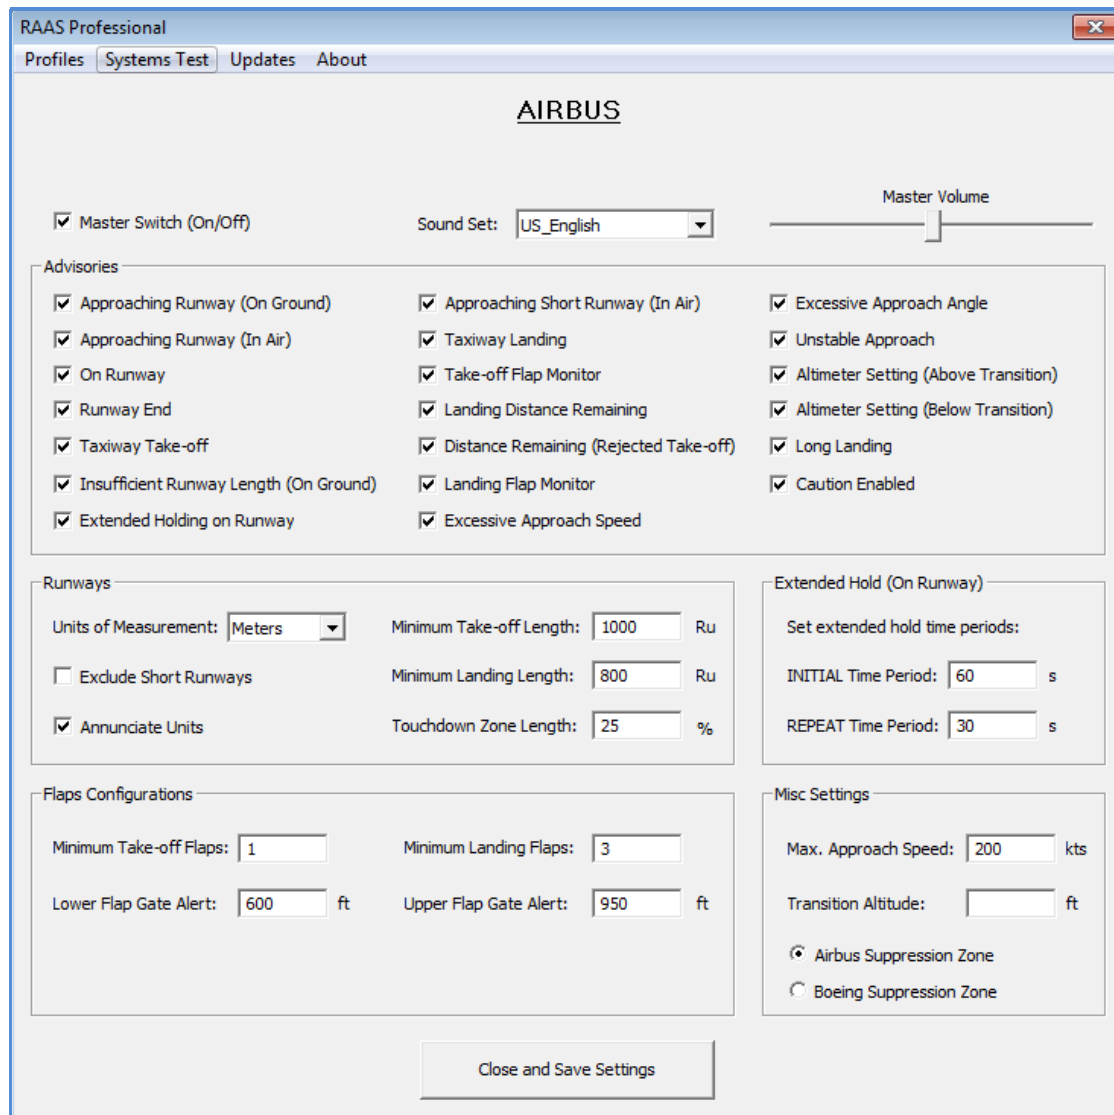 RAAS Professional
Profiles Systems Test Updates About
AIRBUS
Master Volume
Master Switch (On/Off) Sound Set: US_English
Advisories
Approaching Runway (On Ground) Approaching Short Runway (In Air) Excessive Approach Angle
Approaching Runway (In Air) Taxiway Landing Unstable Approach
On Runway Take-off Flap Monitor Altimeter Setting (Above Transition)
Runway End Landing Distance Remaining Altimeter Setting (Below Transition)
Taxiway Take-off Distance Remaining (Rejected Take-off) Long Landing
Insufficient Runway Length (On Ground) Landing Flap Monitor Caution Enabled
Extended Holding on Runway Excessive Approach Speed
Runways
Units of Measurement: Meters Minimum Take-off Length: 1000 Ru
Exclude Short Runways Minimum Landing Length: 800 Ru
Annunciate Units Touchdown Zone Length: 25 %
Extended Hold (On Runway)
Set extended hold time periods:
INITIAL Time Period: 60 s
REPEAT Time Period: 30 s
Flaps Configurations
Minimum Take-off Flaps: 1 Minimum Landing Flaps: 3
Lower Flap Gate Alert: 600 ft Upper Flap Gate Alert: 950 ft
Misc Settings
Max. Approach Speed: 200 kts
Transition Altitude: ft
Airbus Suppression Zone
Boeing Suppression Zone
Close and Save Settings